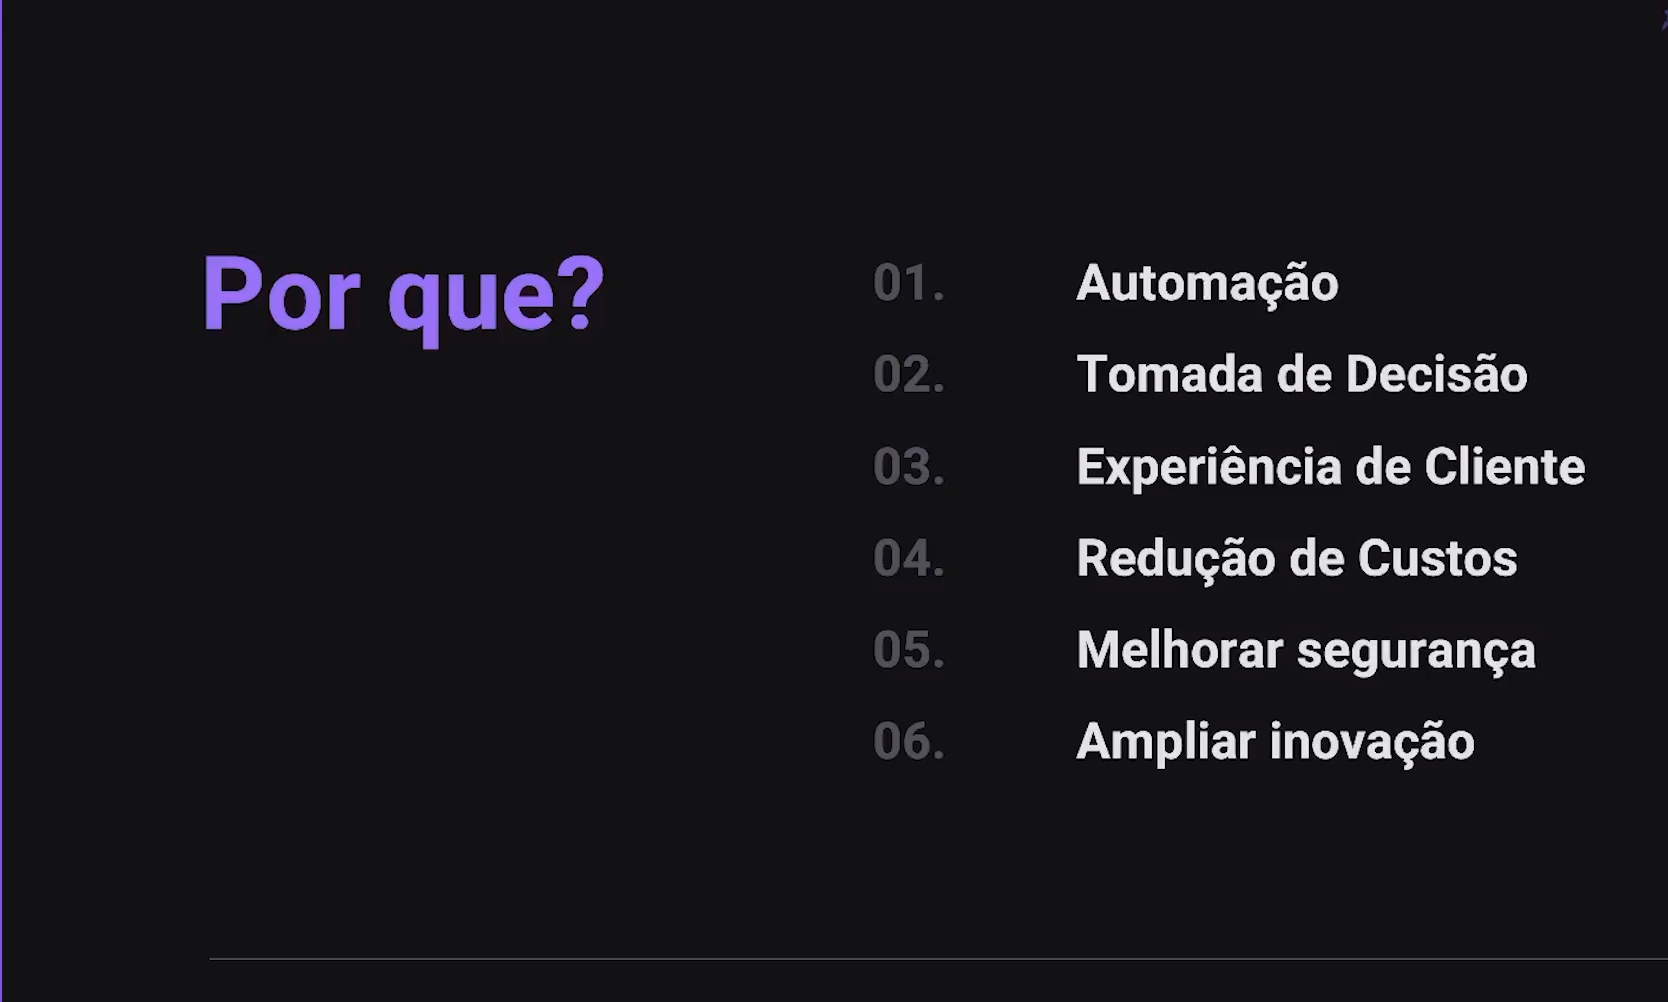 Por que?
01. Automação
02. Tomada de Decisão
03. Experiência de Cliente
04. Redução de Custos
05. Melhorar segurança
06. Ampliar inovação